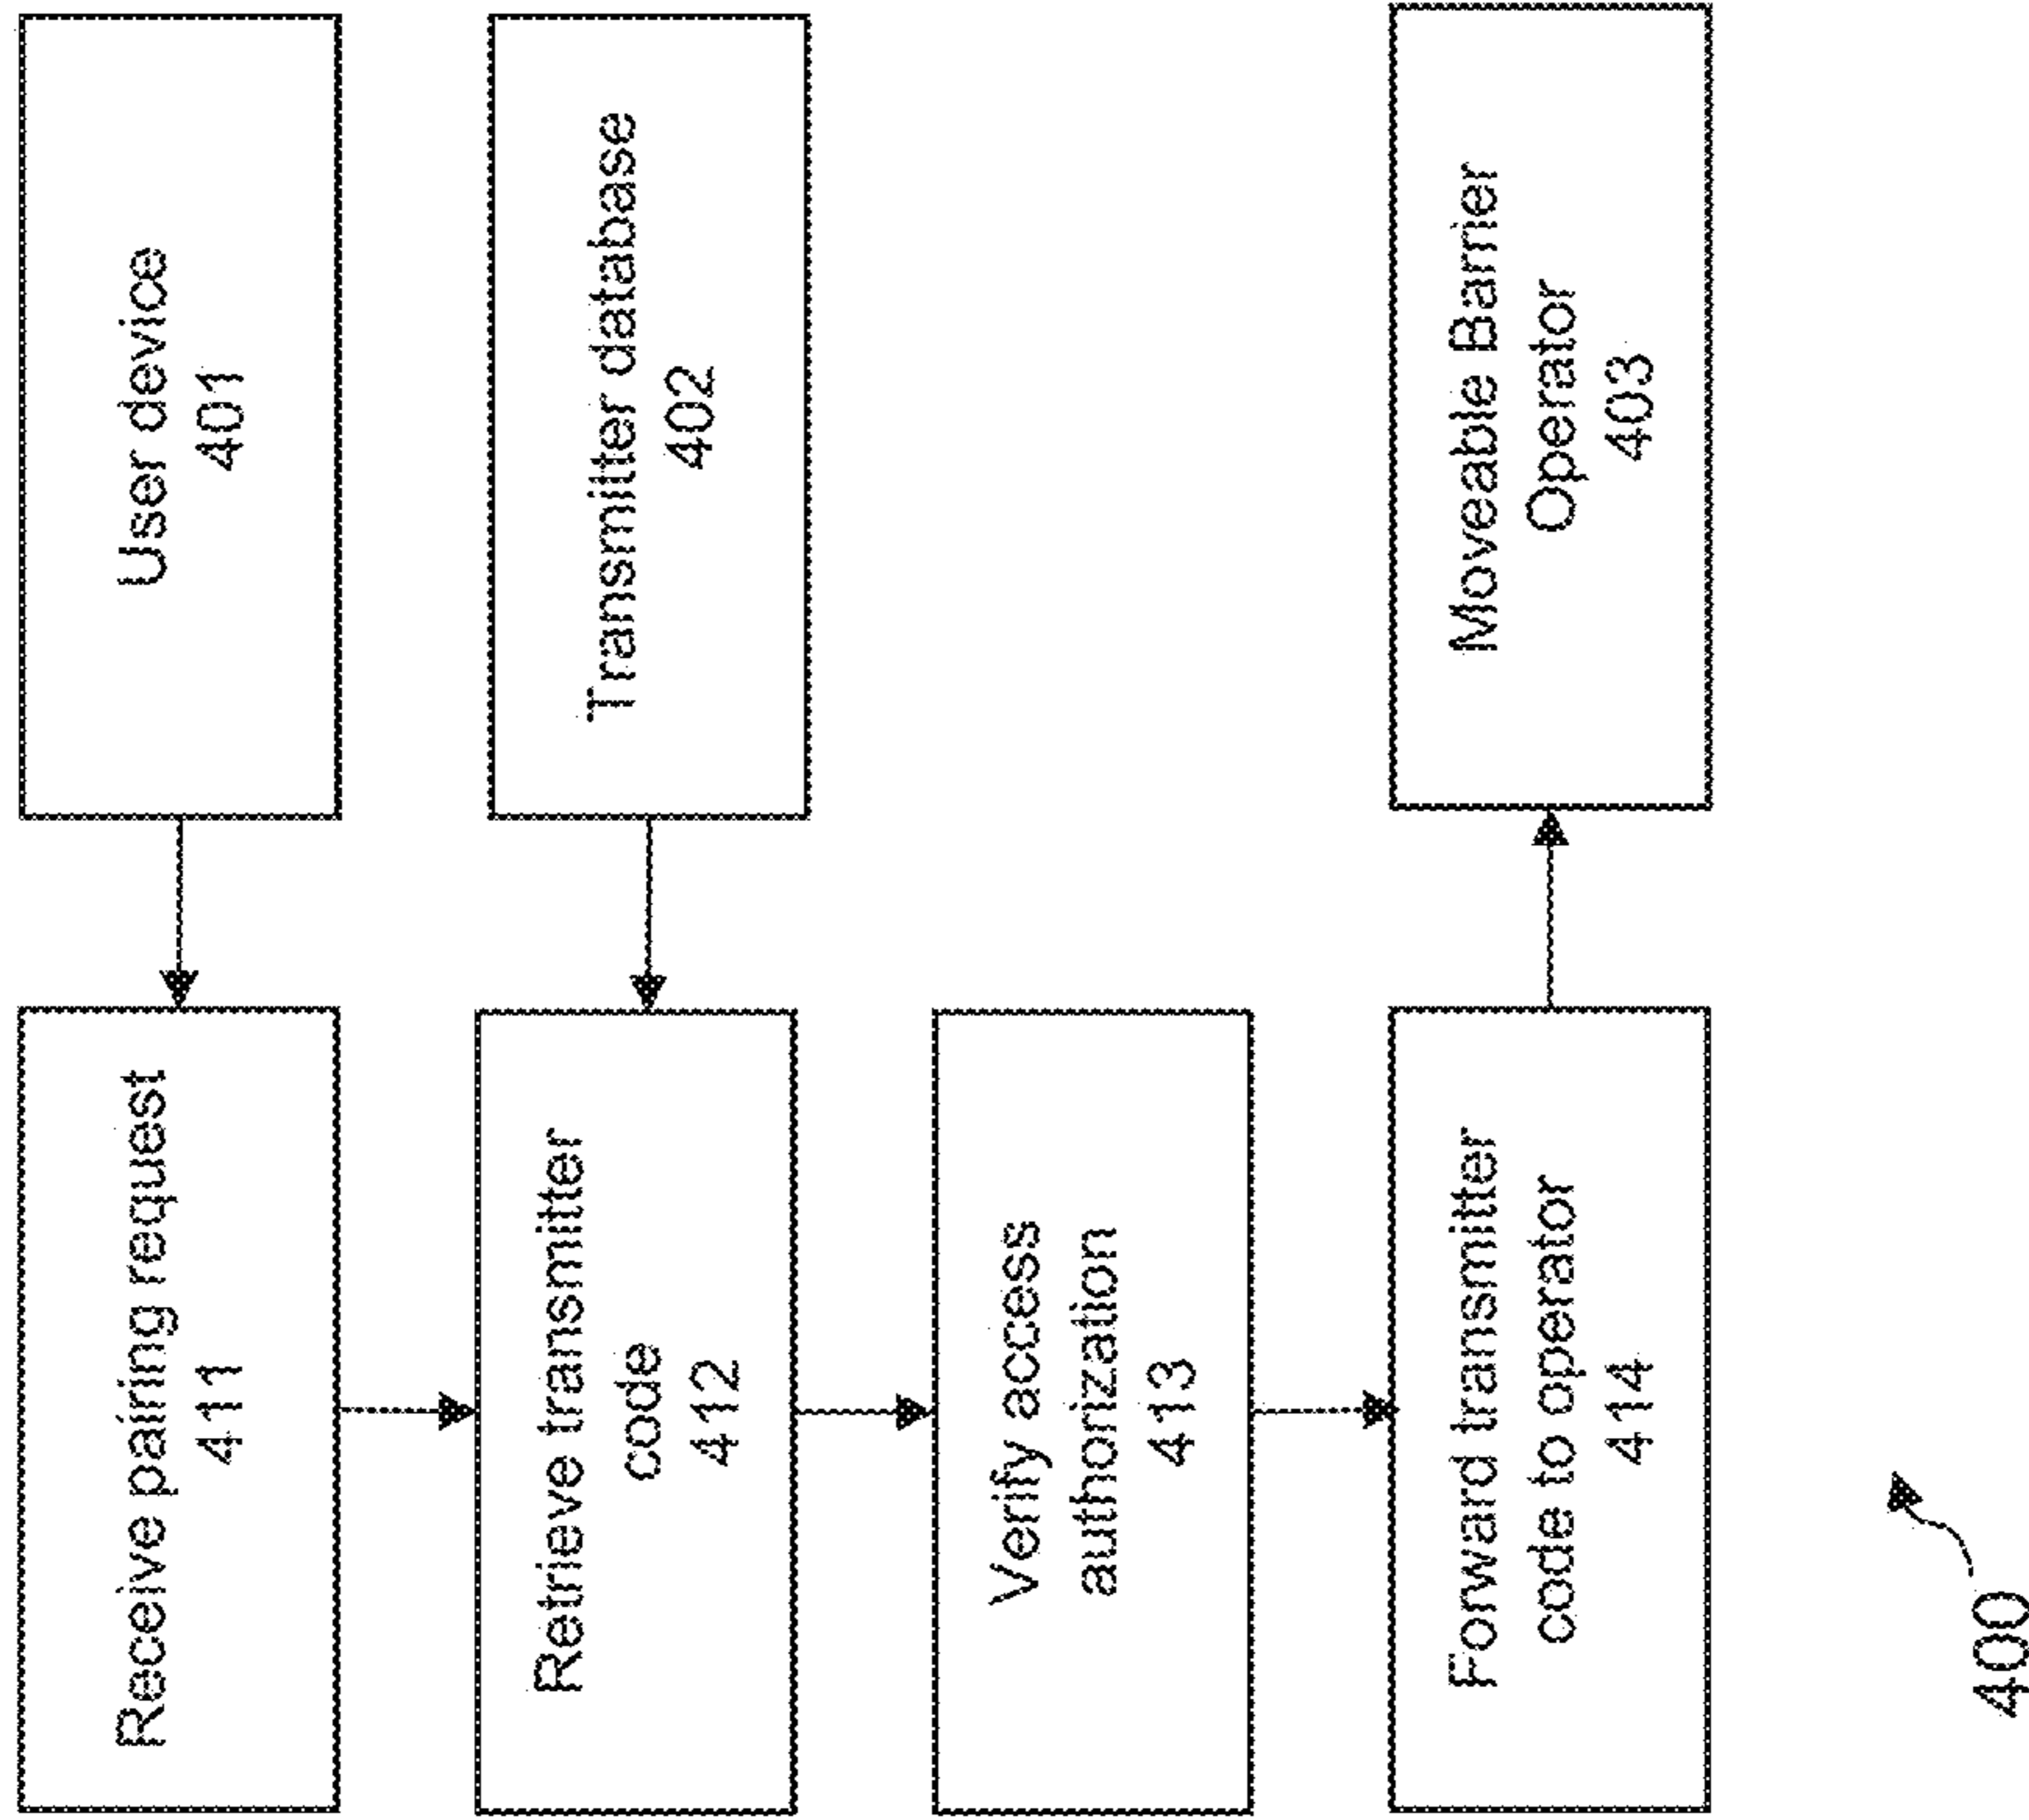 Receive pairing request
411
User device
401
Retrieve transmitter
code
412
Transmitter database
402
Verify access
authorization
413
Forward transmitter
code to operator
414
Moveable Barrier
Operator
403
400